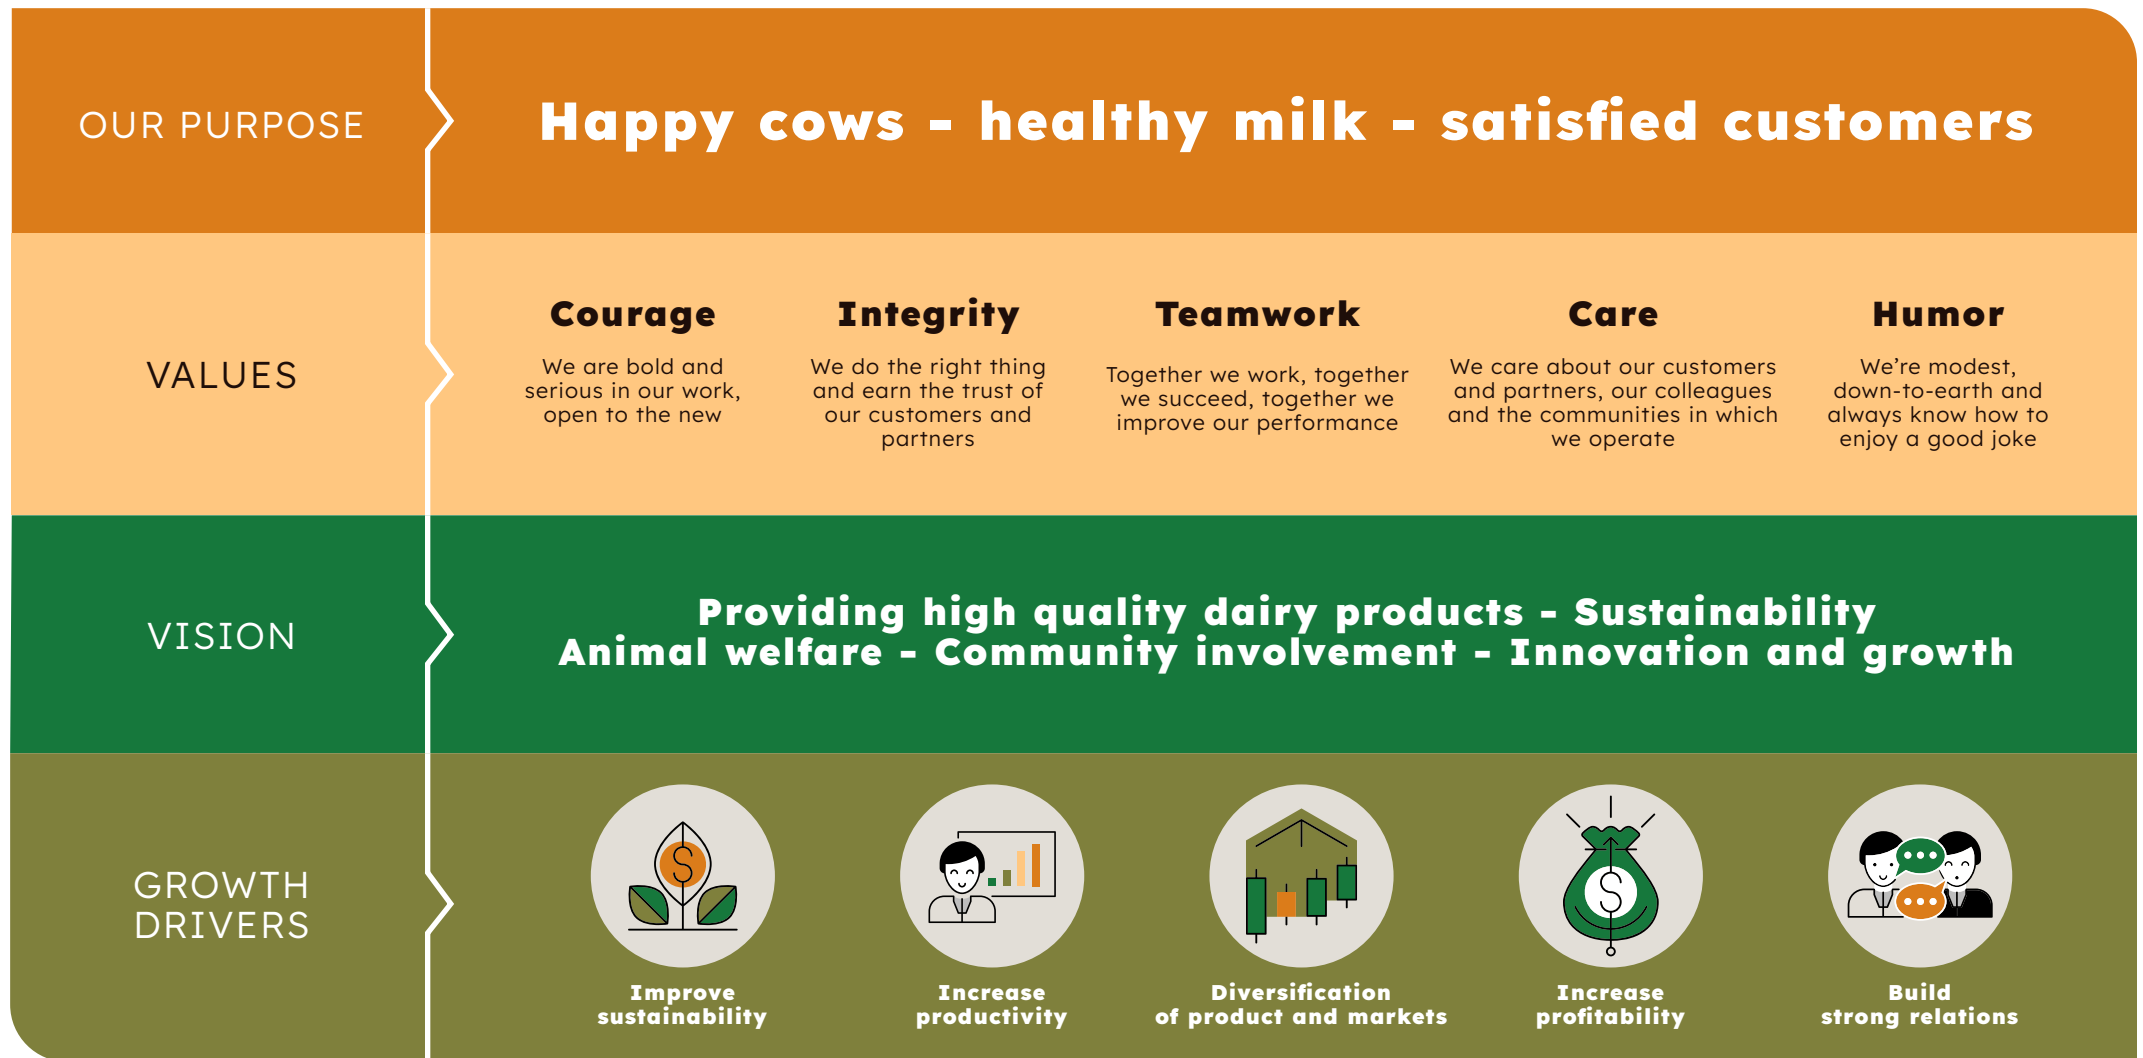 OUR PURPOSE
Happy cows - healthy milk - satisfied customers
VALUES
Courage
We are bold and
serious in our work,
open to the new
Integrity
We do the right thing
and earn the trust of
our customers and
partners
Teamwork
Together we work, together
we succeed, together we
improve our performance
Care
We care about our customers
and partners, our colleagues
and the communities in which
we operate
Humor
We’re modest,
down-to-earth and
always know how to
enjoy a good joke
VISION
Providing high quality dairy products - Sustainability
Animal welfare - Community involvement - Innovation and growth
GROWTH
DRIVERS
$
Improve
sustainability
Increase
productivity
Diversification
of product and markets
$
Increase
profitability
Build
strong relations